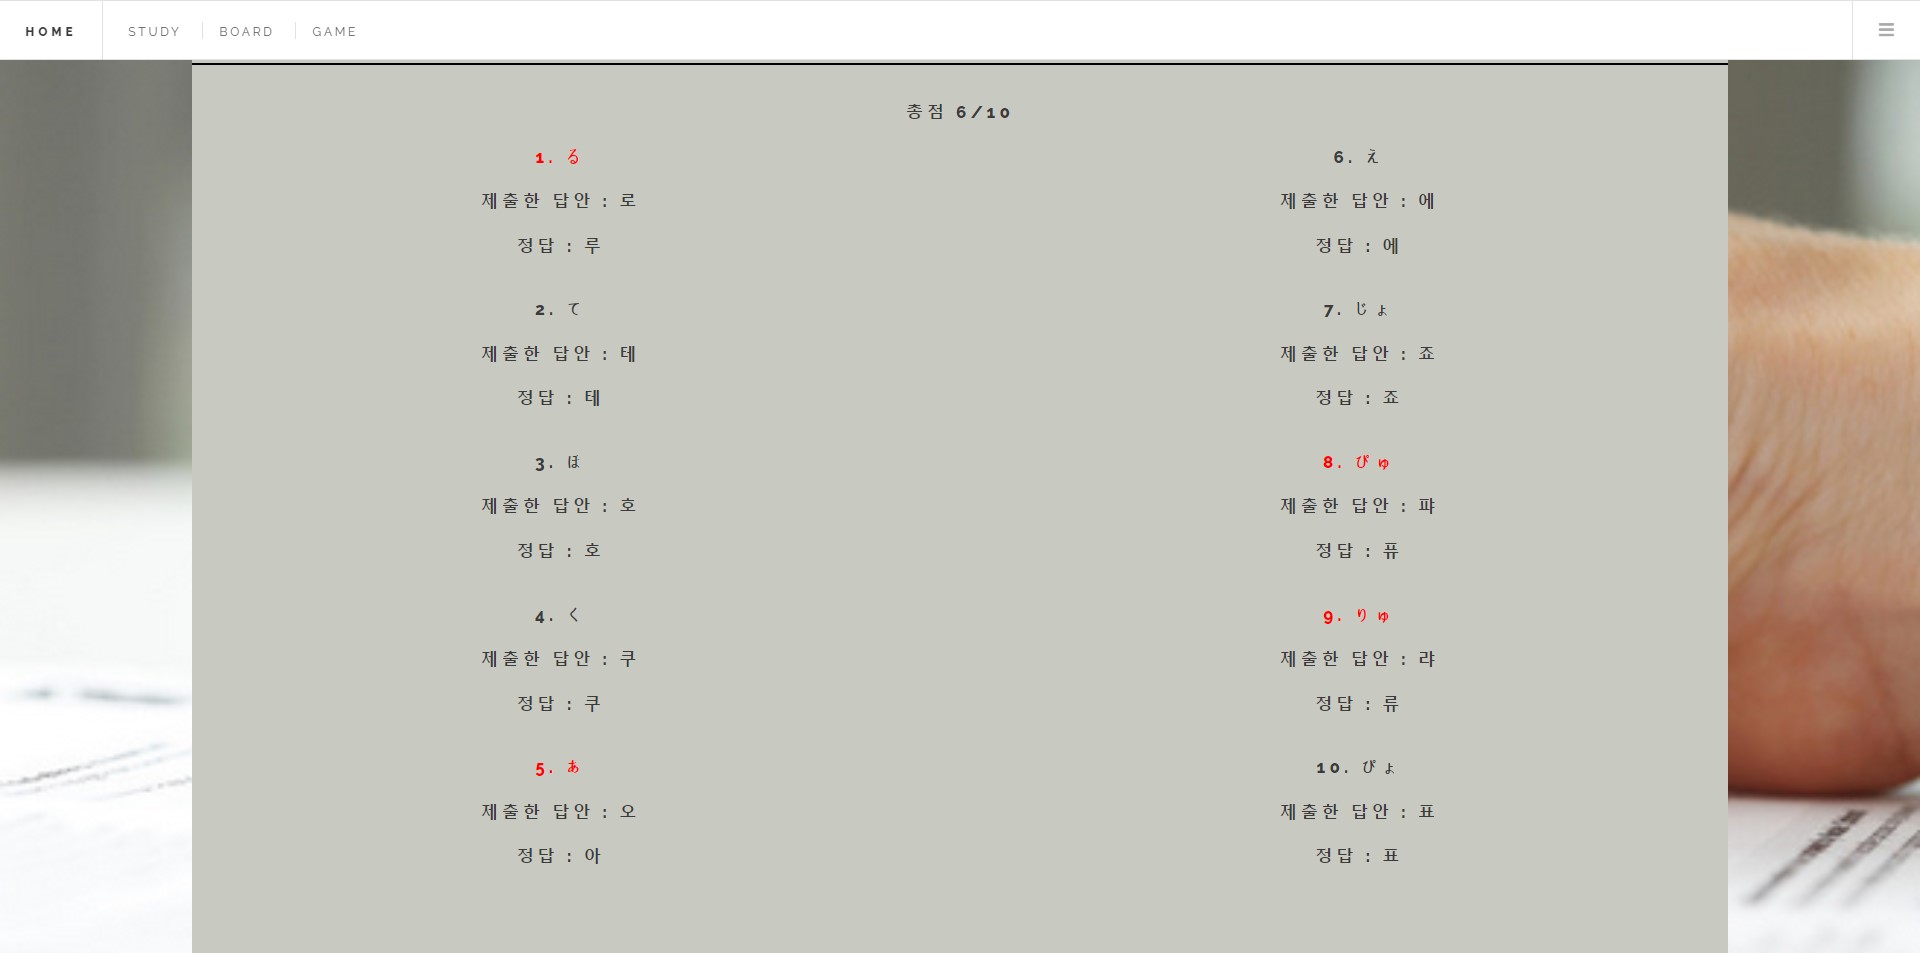 HOME STUDY BOARD GAME
총점 6/10
1. る
제출한 답안 : 로
정답 : 루
2. て
제출한 답안 : 테
정답 : 테
3. ほ
제출한 답안 : 호
정답 : 호
4. く
제출한 답안 : 쿠
정답 : 쿠
5. あ
제출한 답안 : 오
정답 : 아
6. え
제출한 답안 : 에
정답 : 에
7. じょ
제출한 답안 : 죠
정답 : 죠
8. ぴゅ
제출한 답안 : 퍄
정답 : 퓨
9. りゅ
제출한 답안 : 랴
정답 : 류
10. ぴょ
제출한 답안 : 표
정답 : 표